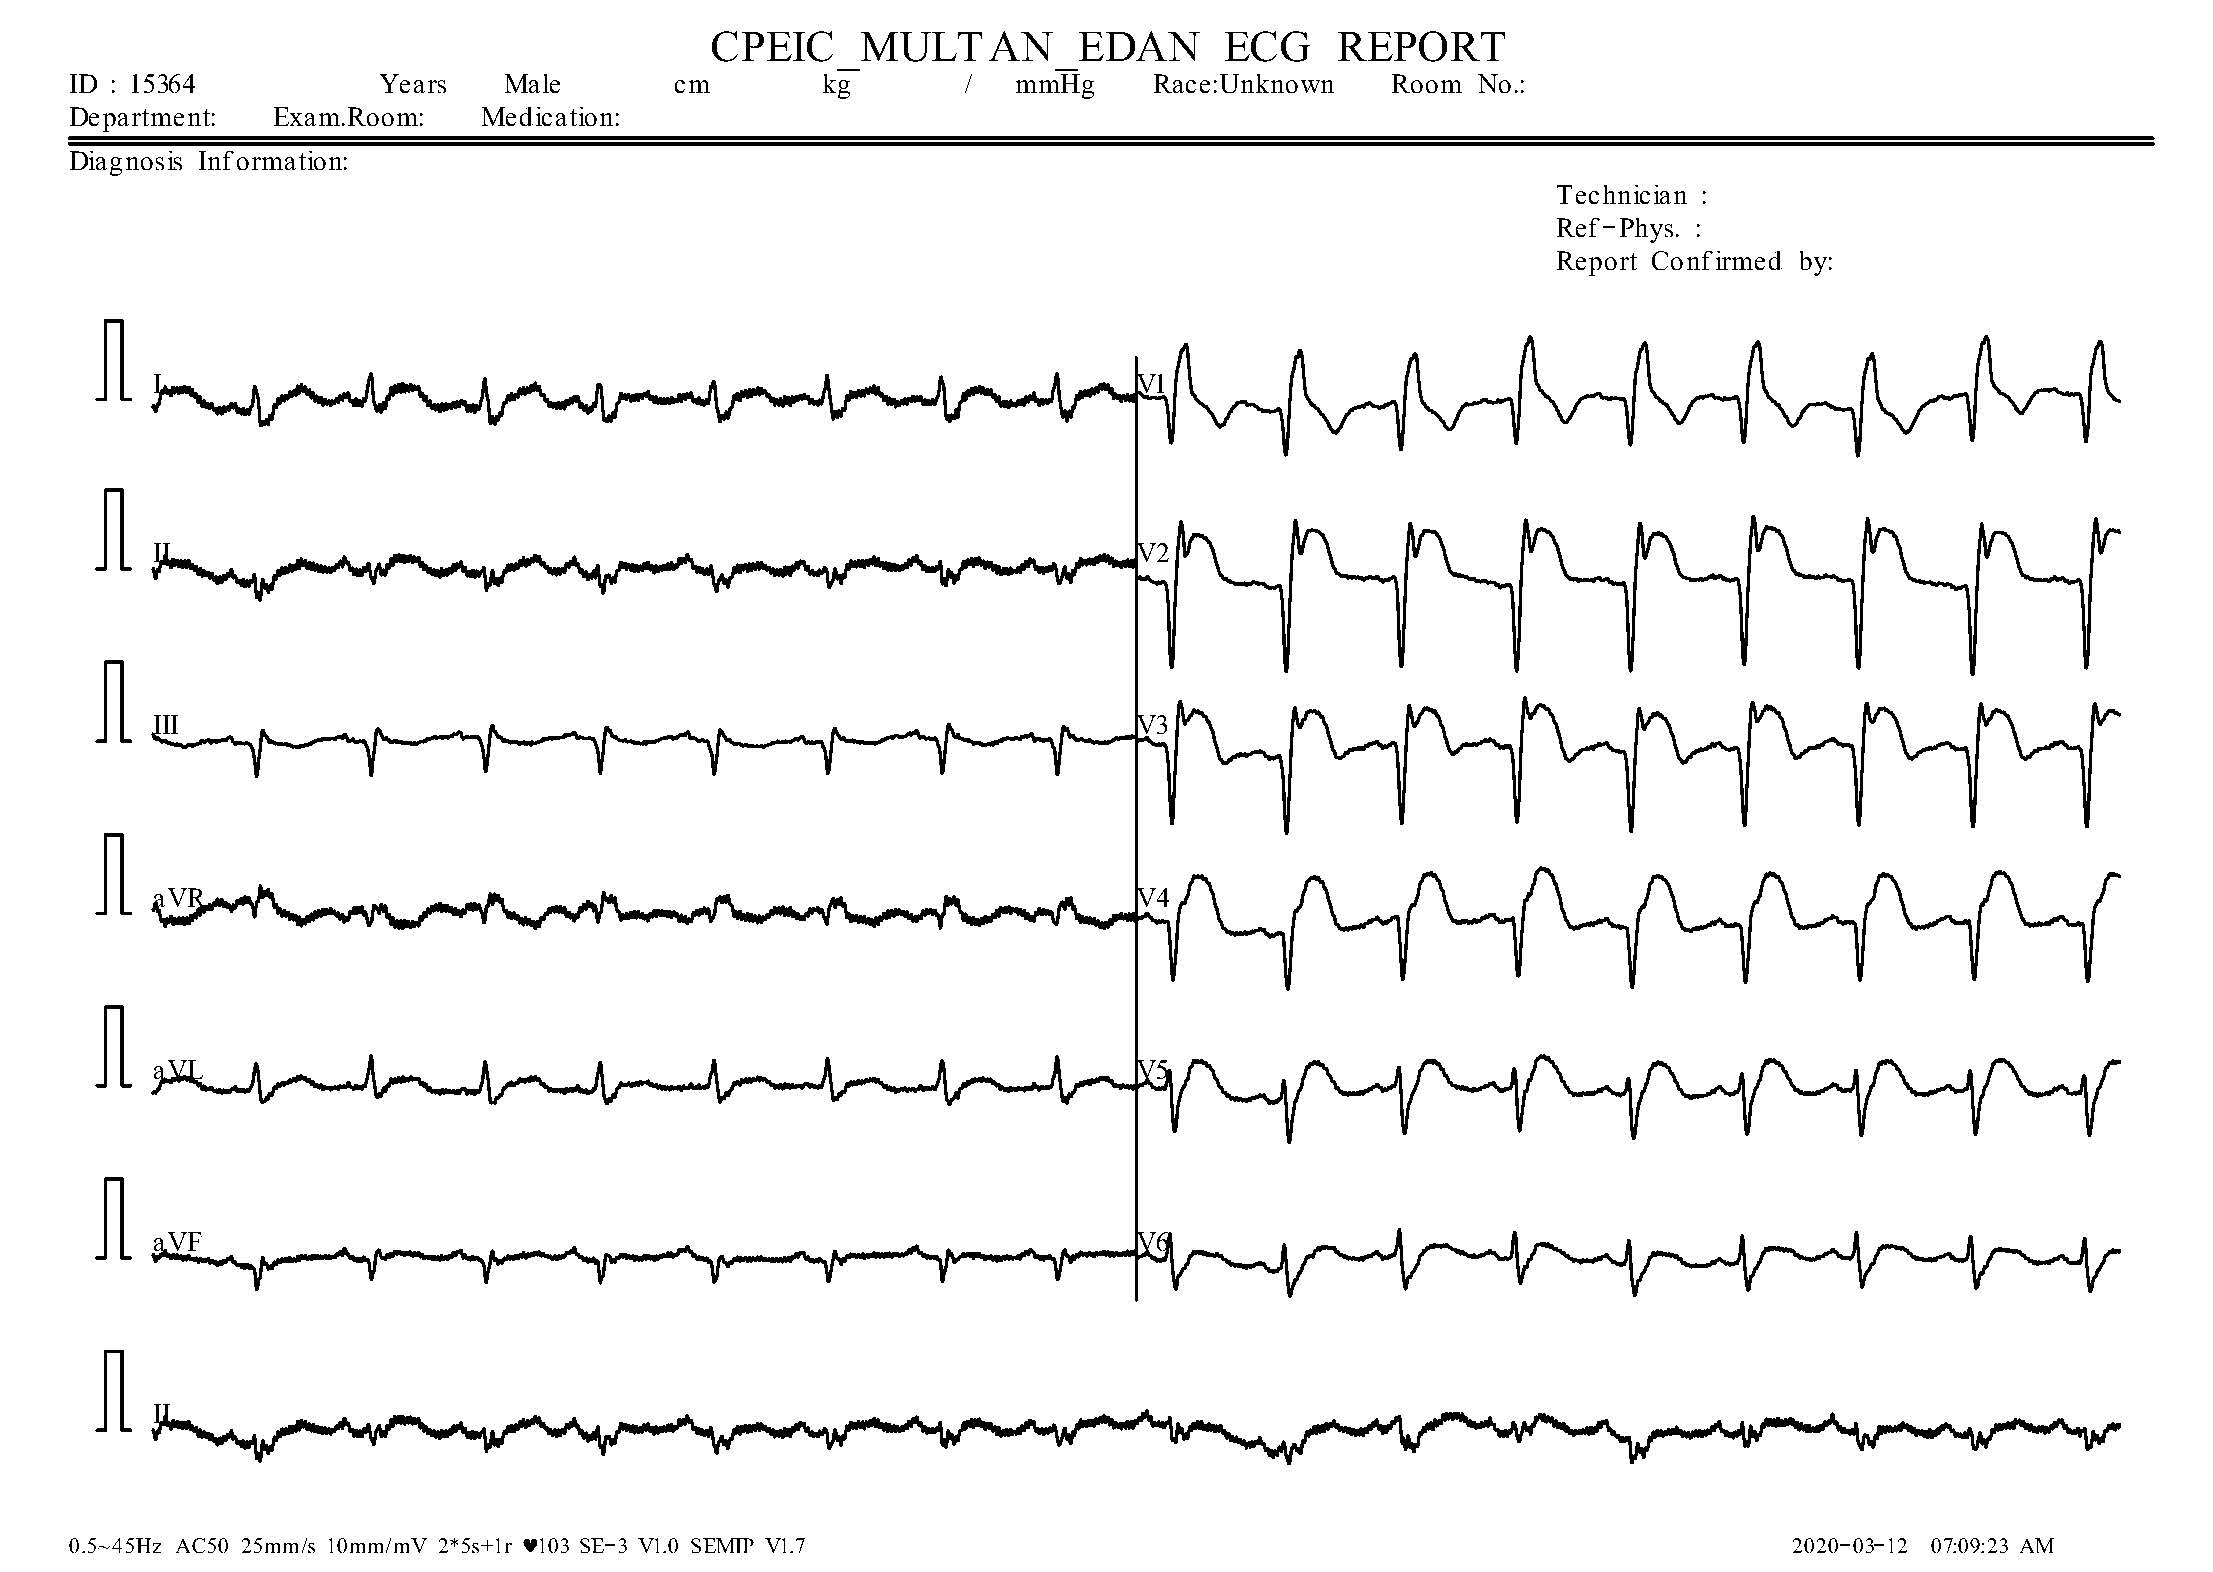 CPEIC_MULTAN_EDAN ECG REPORT
ID : 15364 Years Male cm kg / mmHg Race:Unknown Room No.:
Department: Exam.Room: Medication:
Diagnosis Information:
Technician :
Ref-Phys. :
Report Confirmed by:
I
V1
II
V2
III
V3
aVR
V4
aVL
V5
aVF
V6
II
0.5~45Hz AC50 25mm/s 10mm/mV 2*5s+1r ♥103 SE-3 V1.0 SEMIP V1.7
2020-03-12 07:09:23 AM